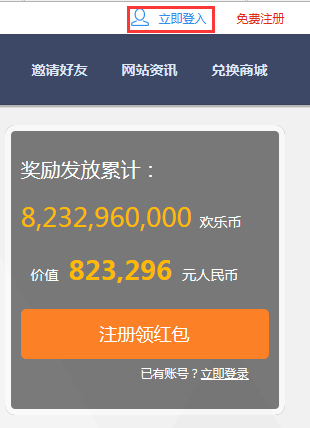 立即登入 免费注册
邀请好友 网站资讯 兑换商城
奖励发放累计：
8,232,960,000 欢乐币
价值 823,296 元人民币
注册领红包
已有账号？立即登录